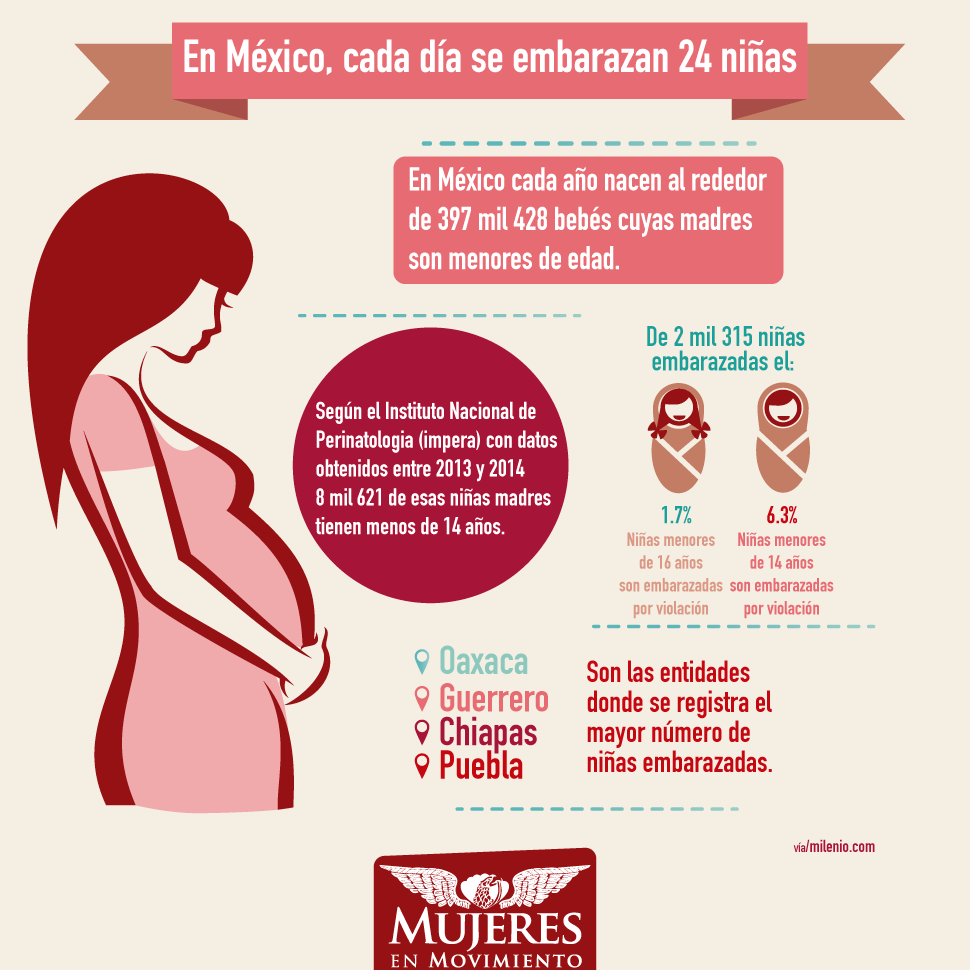 En México, cada día se embarazan 24 niñas
En México cada año nacen al rededor
de 397 mil 428 bebés cuyas madres
son menores de edad.
Según el Instituto Nacional de
Perinatologia (impera) con datos
obtenidos entre 2013 y 2014
8 mil 621 de esas niñas madres
tienen menos de 14 años.
De 2 mil 315 niñas
embarazadas el:
1.7%
Niñas menores
de 16 años
son embarazadas
por violación
6.3%
Niñas menores
de 14 años
son embarazadas
por violación
Oaxaca
Guerrero
Chiapas
Puebla
Son las entidades
donde se registra el
mayor número de
niñas embarazadas.
vía/milenio.com
MUJERES
EN MOVIMIENTO